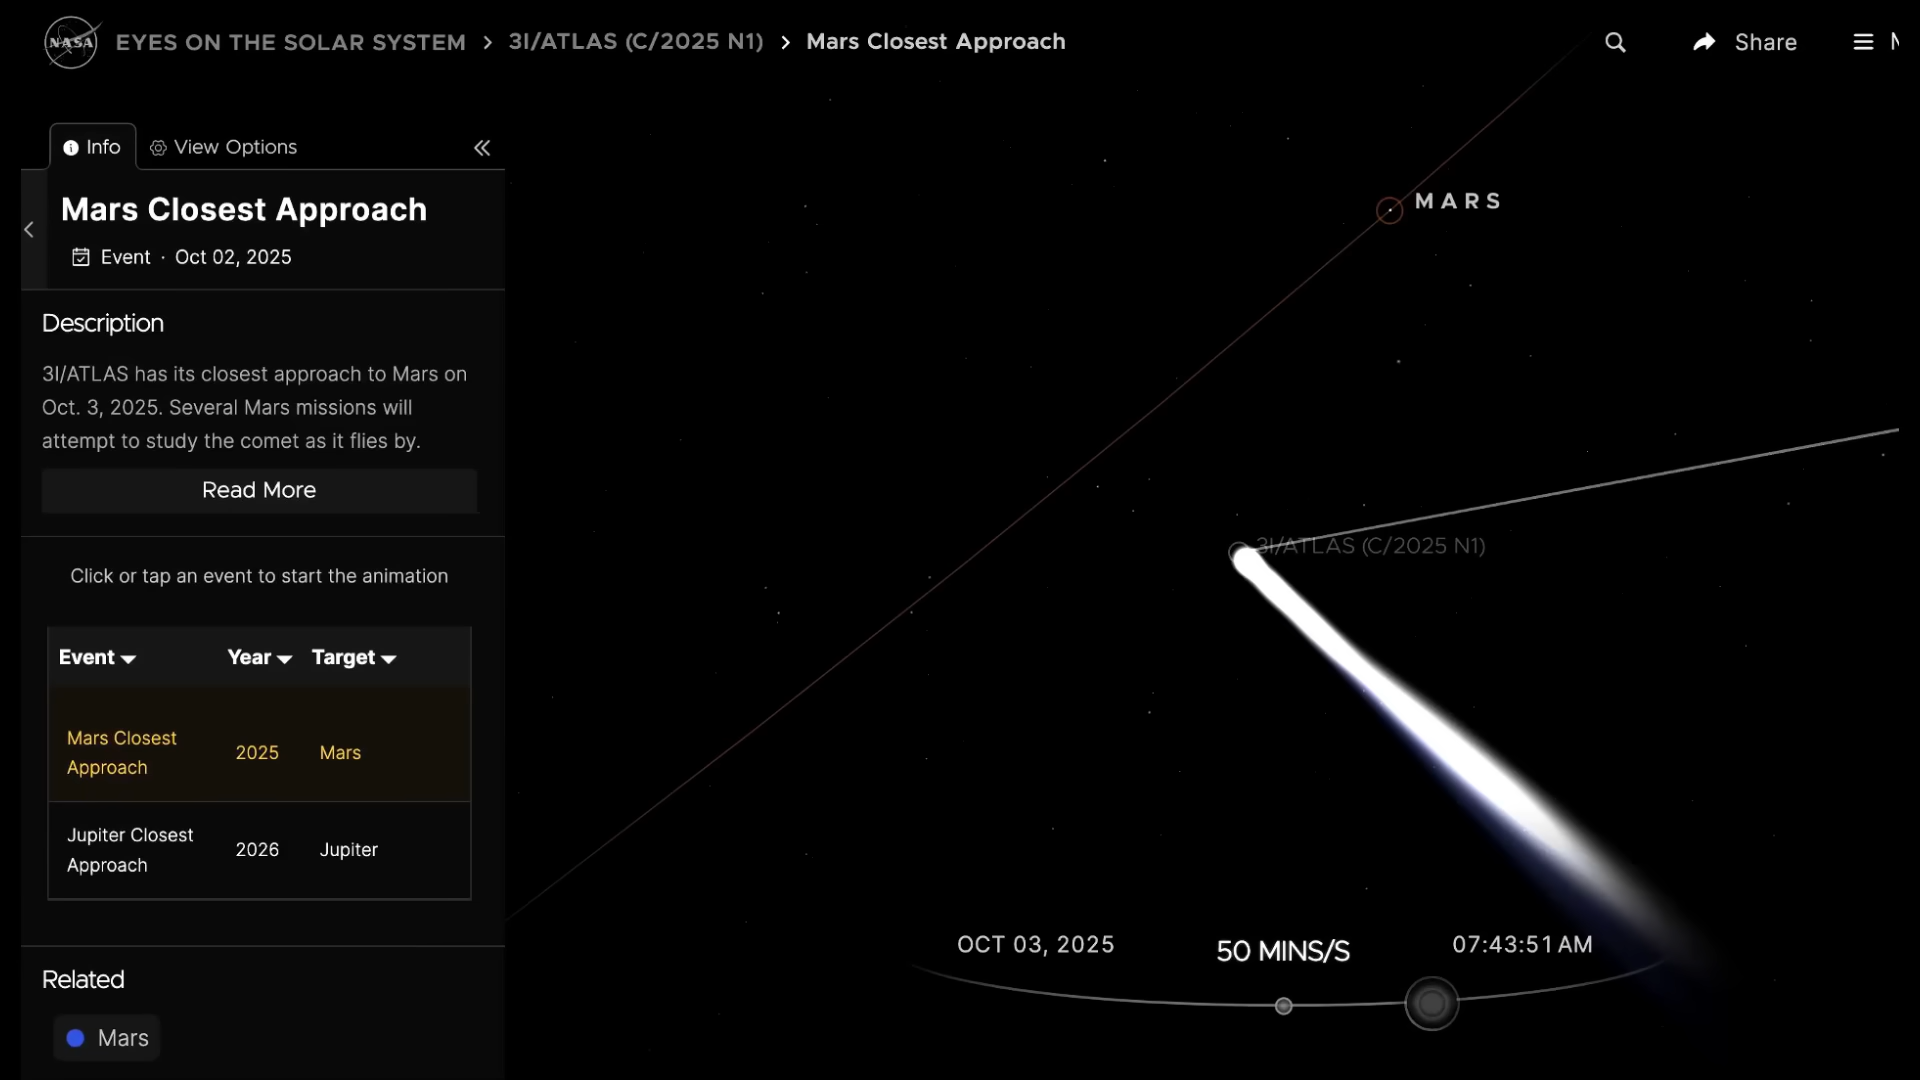 NASA EYES ON THE SOLAR SYSTEM > 3I/ATLAS (C/2025 N1) > Mars Closest Approach
Share
Info
View Options
Mars Closest Approach
Event · Oct 02, 2025
Description
3I/ATLAS has its closest approach to Mars on
Oct. 3, 2025. Several Mars missions will
attempt to study the comet as it flies by.
Read More
Click or tap an event to start the animation
Event Year Target
Mars Closest
Approach
2025
Mars
Jupiter Closest
Approach
2026
Jupiter
Related
Mars
MARS
3I/ATLAS (C/2025 N1)
OCT 03, 2025
50 MINS/S
07:43:51 AM